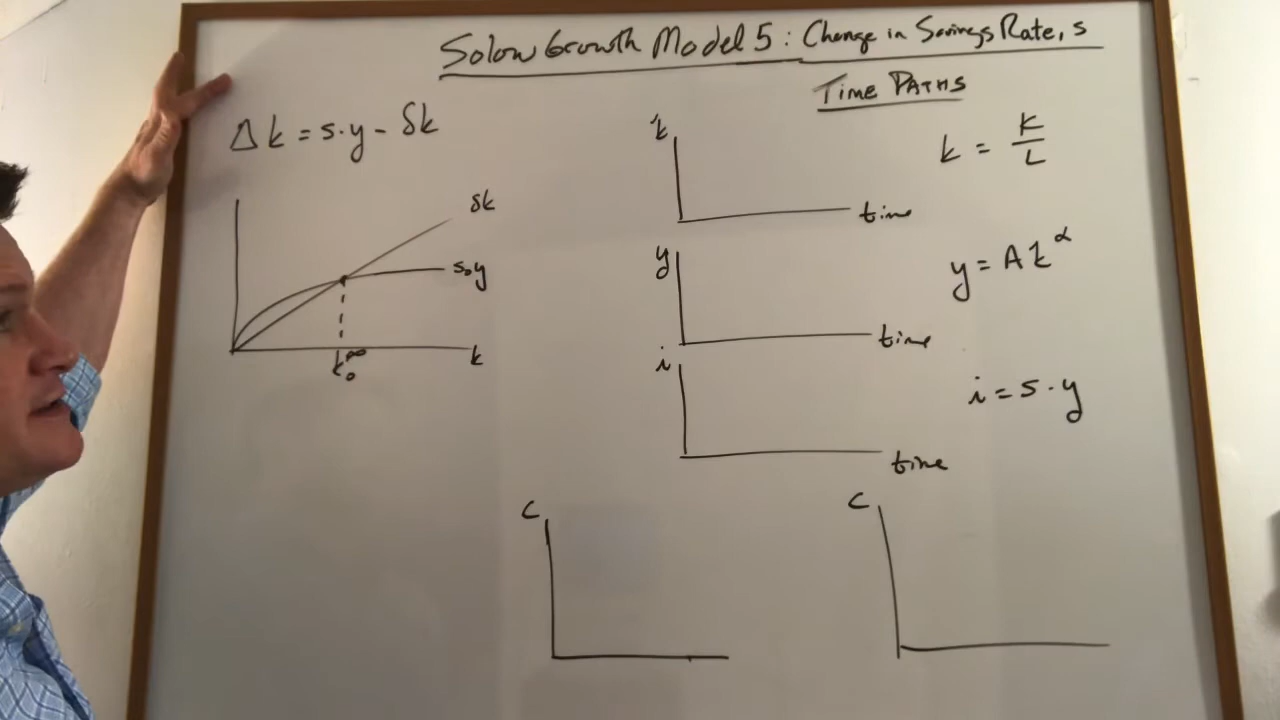 Solow Growth Model 5: Change in Savings Rate, s
TIME PATHS
Δk = s·y - δk
δk
s₀y
k₀^∞
k
k
time
k = K/L
y
time
y = Ak^α
i
time
i = s·y
c
c